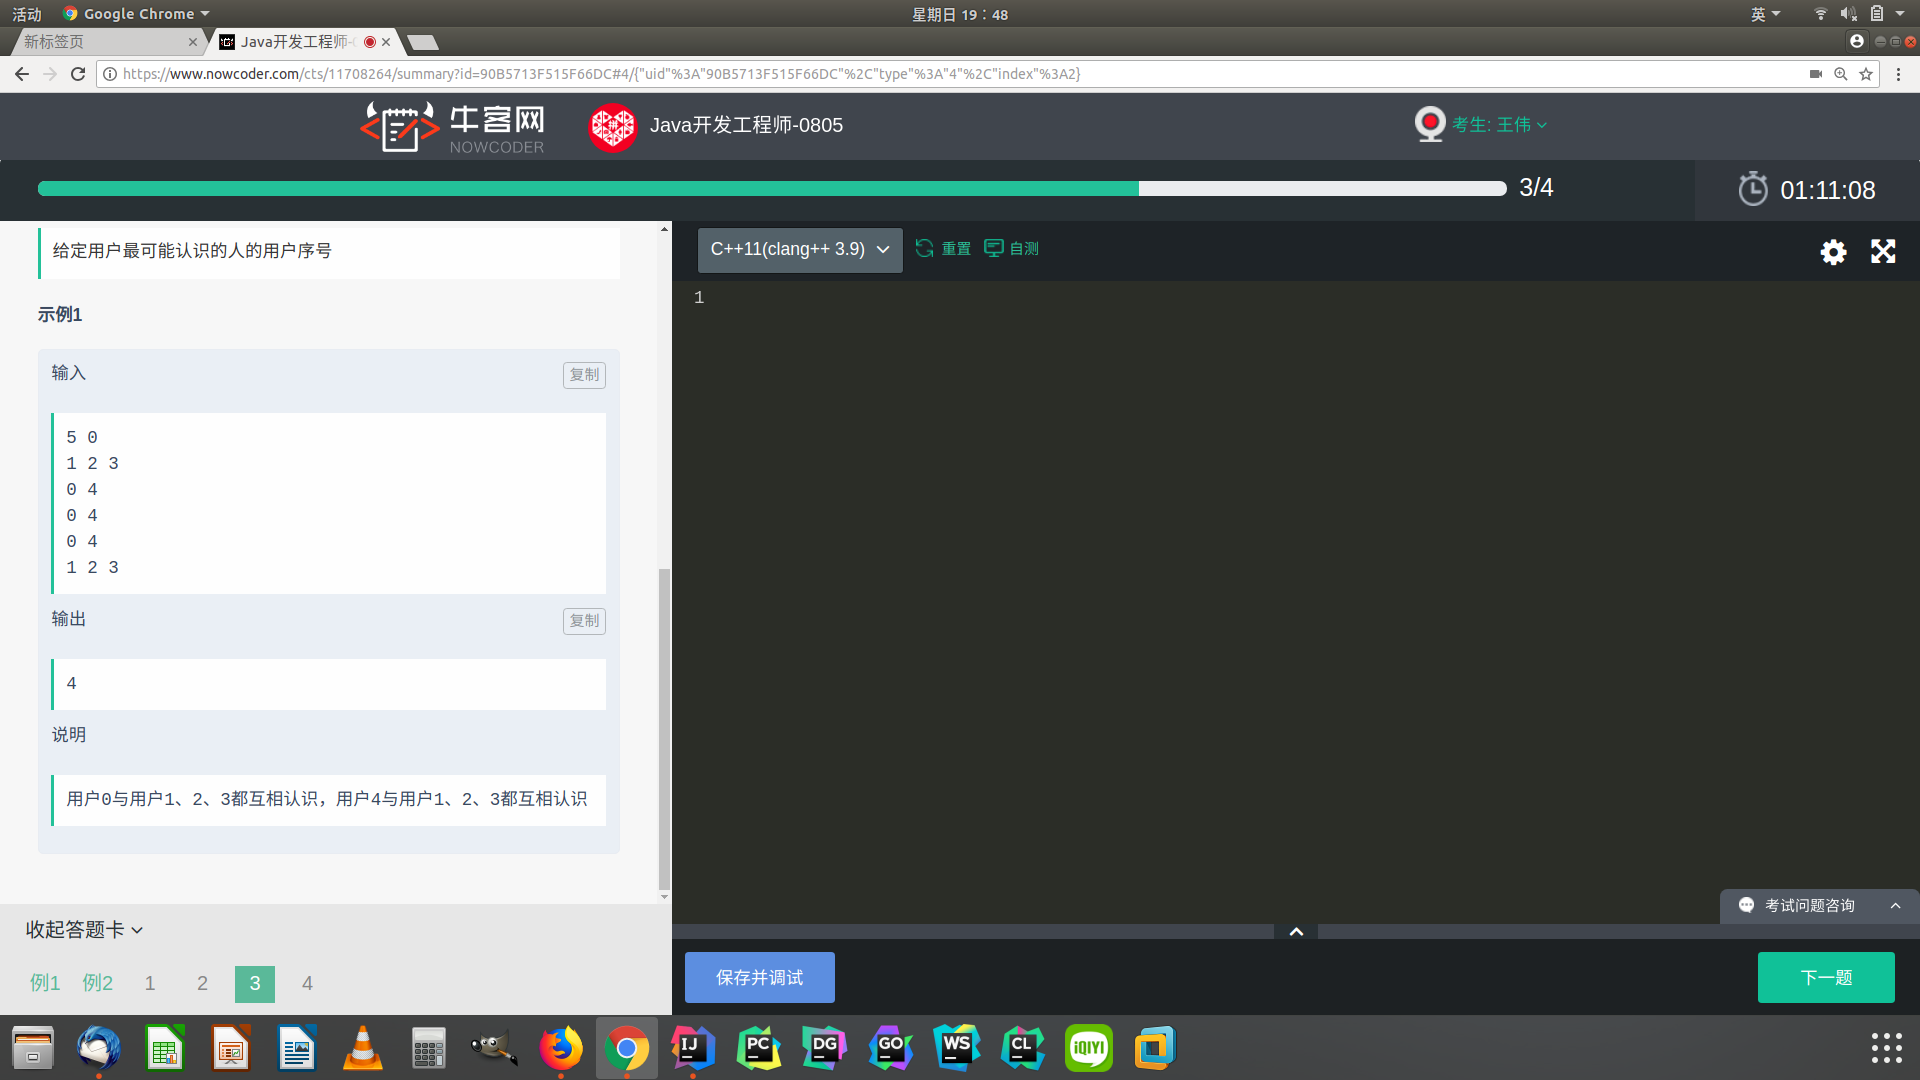 活动
Google Chrome
星期日 19：48
英
新标签页
Java开发工程师-
https://www.nowcoder.com/cts/11708264/summary?id=90B5713F515F66DC#4/{"uid"%3A"90B5713F515F66DC"%2C"type"%3A"4"%2C"index"%3A2}
牛客网
NOWCODER
Java开发工程师-0805
考生: 王伟
3/4
01:11:08
给定用户最可能认识的人的用户序号
示例1
输入
复制
5 0
1 2 3
0 4
0 4
0 4
1 2 3
输出
复制
4
说明
用户0与用户1、2、3都互相认识，用户4与用户1、2、3都互相认识
收起答题卡
例1 例2 1 2 3 4
C++11(clang++ 3.9)
重置
自测
1
考试问题咨询
保存并调试
下一题
IJ
PC
DG
GO
WS
CL
iQIYI